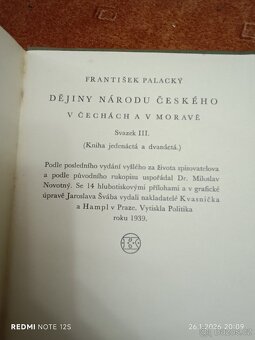 FRANTIŠEK PALACKÝ
DĚJINY NÁRODU ČESKÉHO
V ČECHÁCH A V MORAVĚ
Svazek III.
(Kniha jedenáctá a dvanáctá.)
Podle posledního vydání vyšlého za života spisovatelova
a podle původního rukopisu uspořádal Dr. Miloslav
Novotný. Se 14 hlubotiskovými přílohami a v grafické
úpravě Jaroslava Švába vydali nakladatelé Kvasnička
a Hampl v Praze. Vytiskla Politika
roku 1939.
REDMI NOTE 12S
26.1.2026 20:09